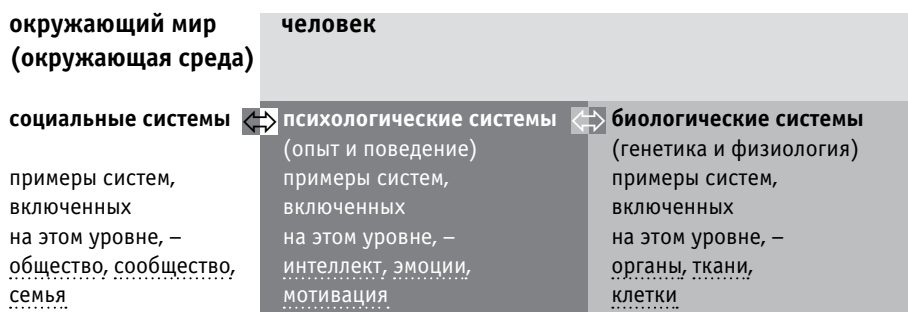 окружающий мир
(окружающая среда)
человек
социальные системы
примеры систем,
включенных
на этом уровне, –
общество, сообщество,
семья
психологические системы
(опыт и поведение)
примеры систем,
включенных
на этом уровне, –
интеллект, эмоции,
мотивация
биологические системы
(генетика и физиология)
примеры систем,
включенных
на этом уровне, –
органы, ткани,
клетки